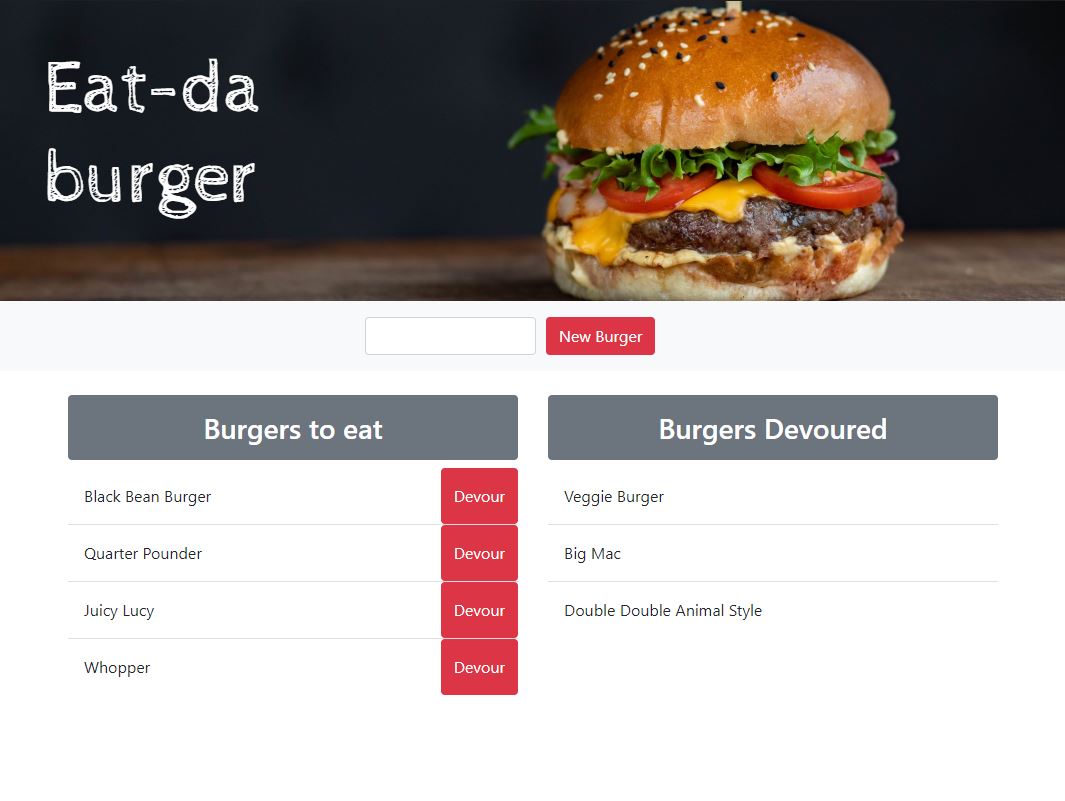 Eat-da
burger
New Burger
Burgers to eat
Black Bean Burger Devour
Quarter Pounder Devour
Juicy Lucy Devour
Whopper Devour
Burgers Devoured
Veggie Burger
Big Mac
Double Double Animal Style